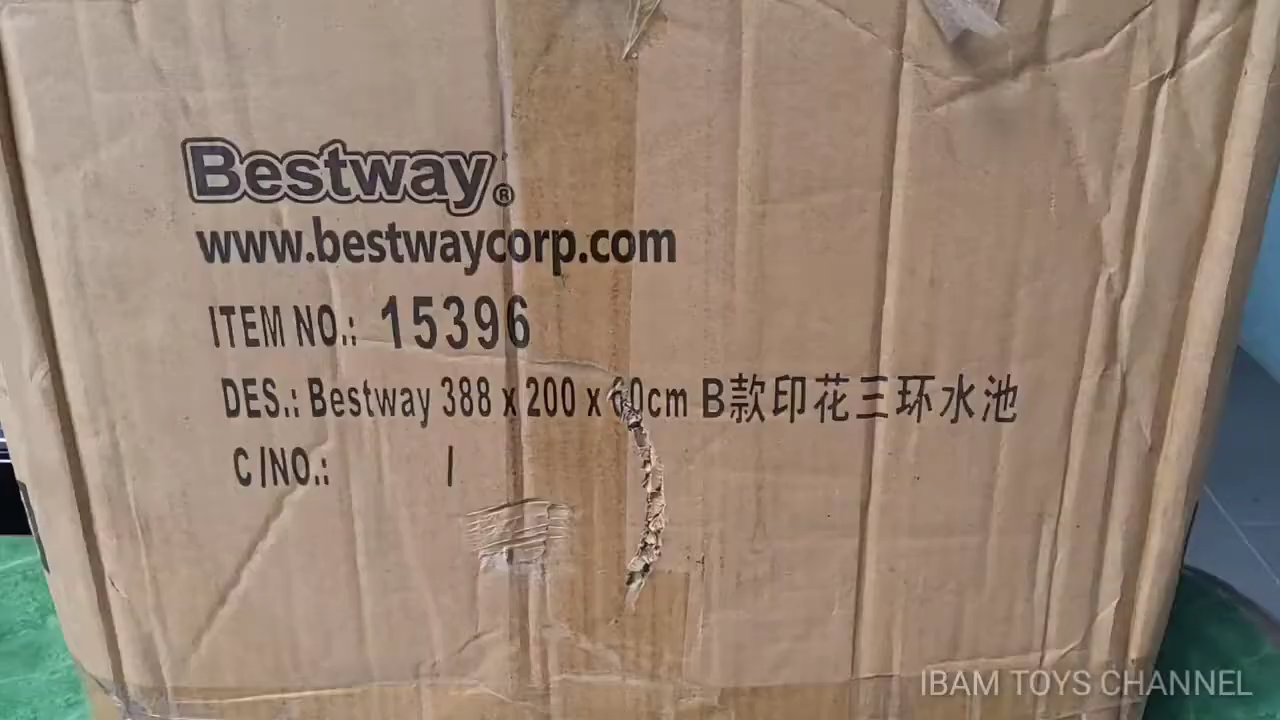 Bestway®
www.bestwaycorp.com
ITEM NO.: 15396
DES.: Bestway 388 x 200 x 60cm B款印花三环水池
C/NO.: /
IBAM TOYS CHANNEL